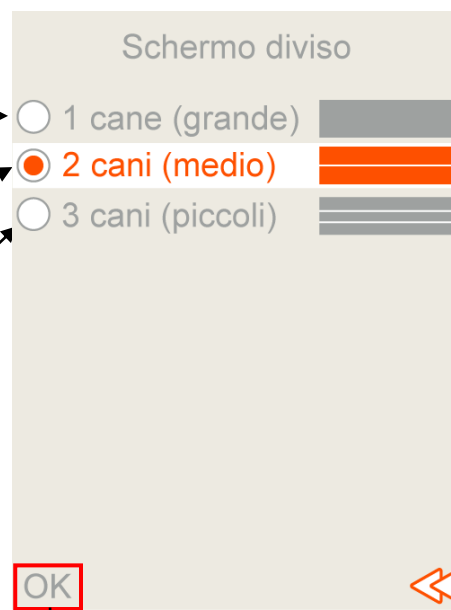 Schermo diviso
1 cane (grande)
2 cani (medio)
3 cani (piccoli)
OK